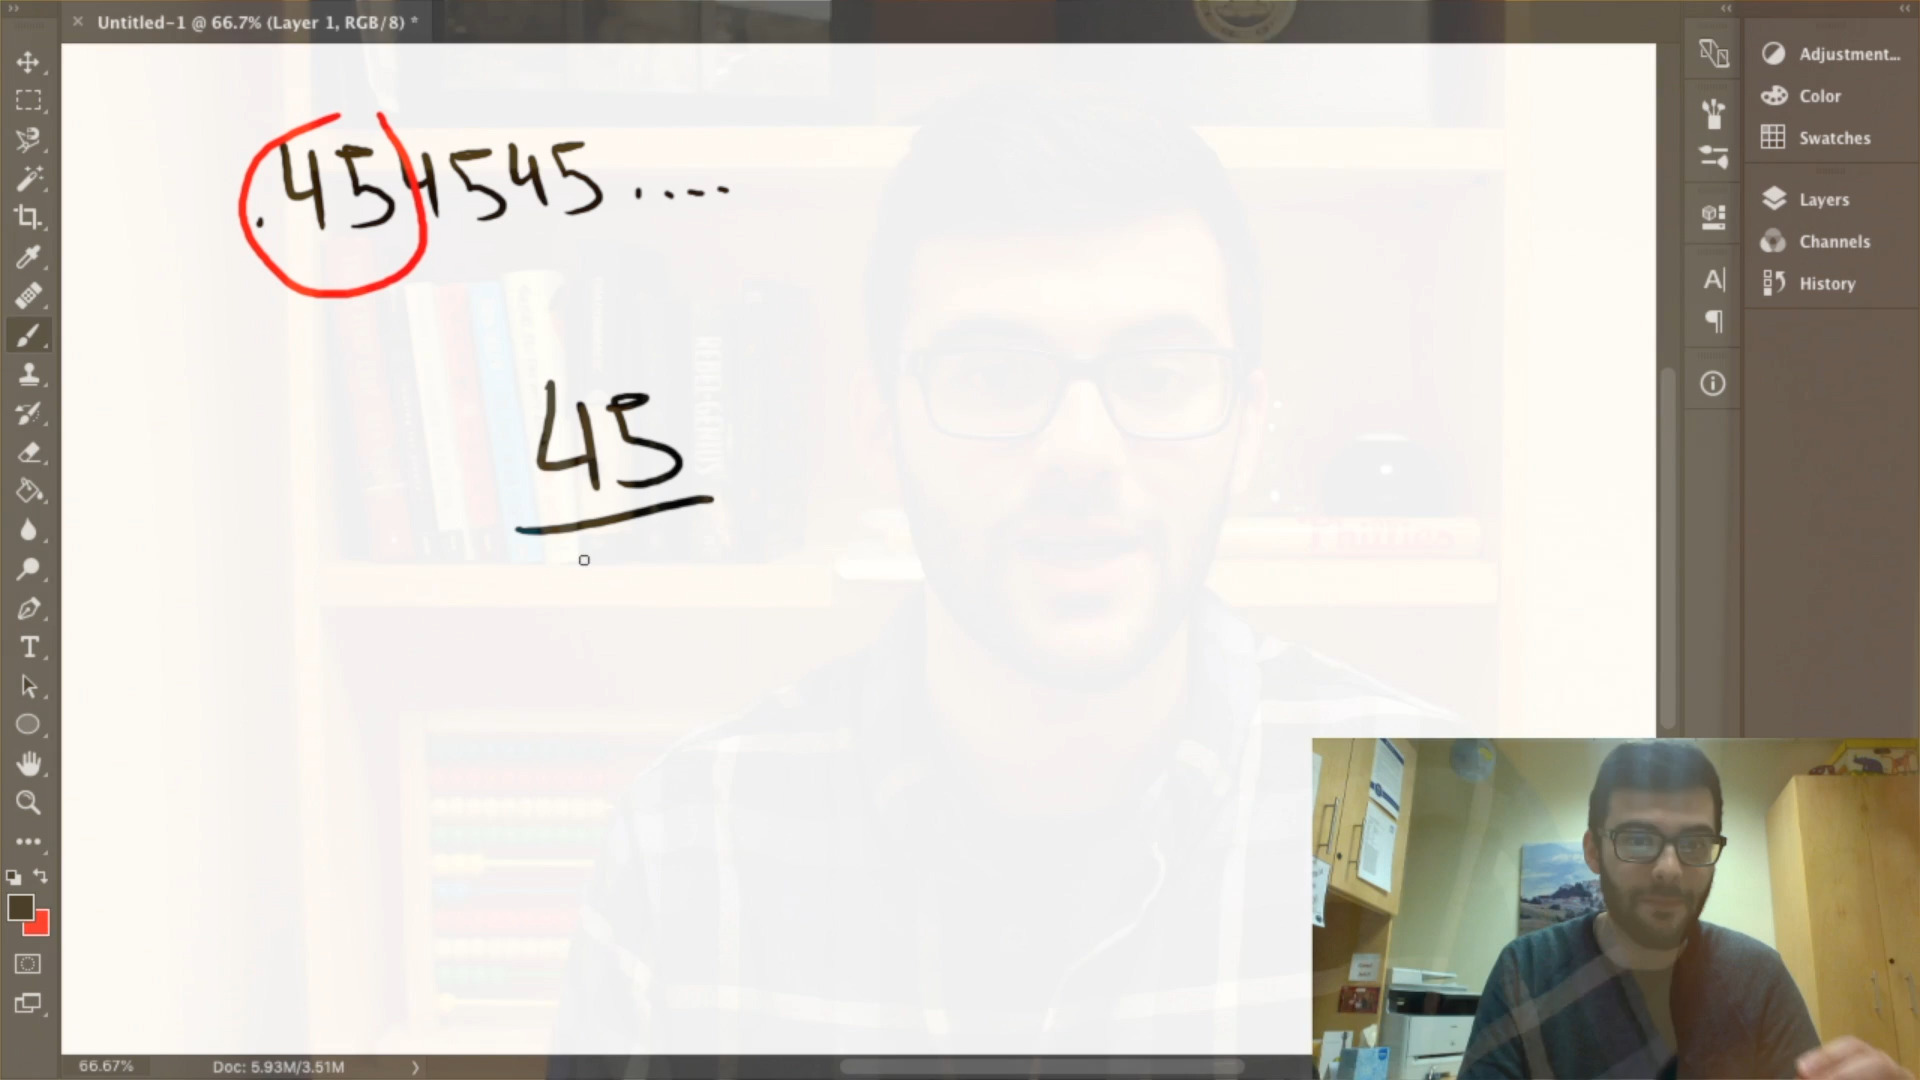 Untitled-1 @ 66.7% (Layer 1, RGB/8) *
Adjustment...
Color
Swatches
Layers
Channels
History
.454545....
45
Phillies
66.67%
Doc: 5.93M/3.51M